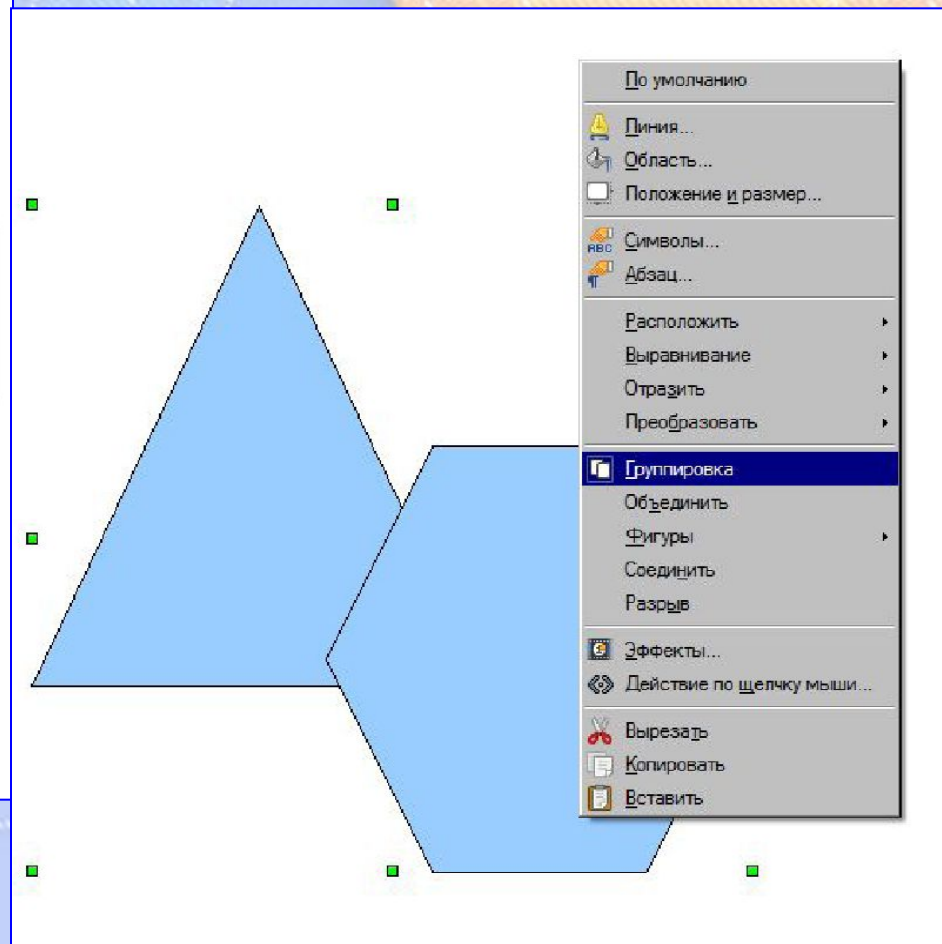 По умолчанию
Линия...
Область...
Положение и размер...
ABC Символы...
Абзац...
Расположить
Выравнивание
Отразить
Преобразовать
Группировка
Объединить
Фигуры
Соединить
Разрыв
Эффекты...
Действие по щелчку мыши...
Вырезать
Копировать
Вставить